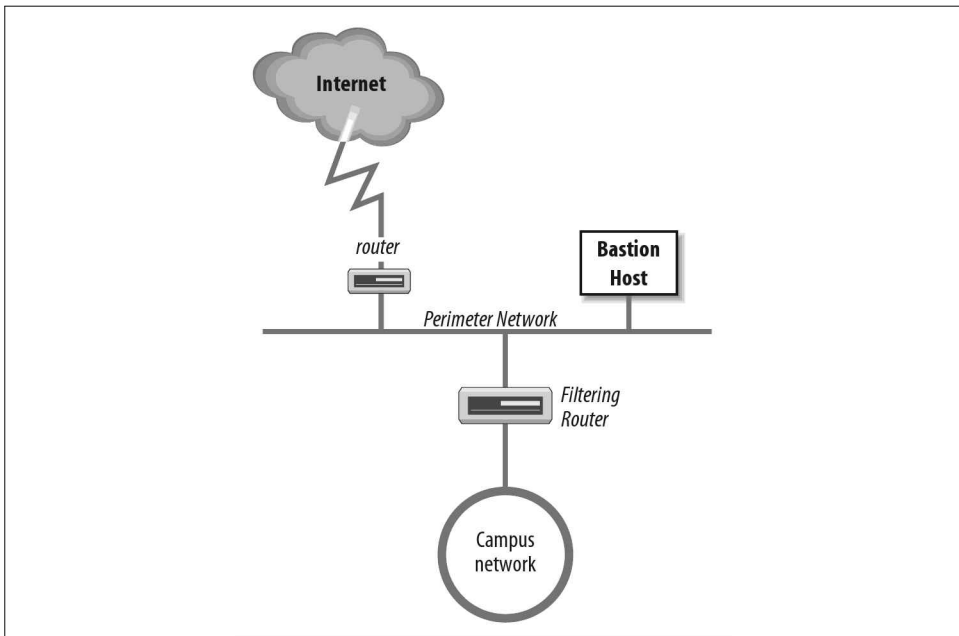 Internet
router
Bastion
Host
Perimeter Network
Filtering
Router
Campus
network